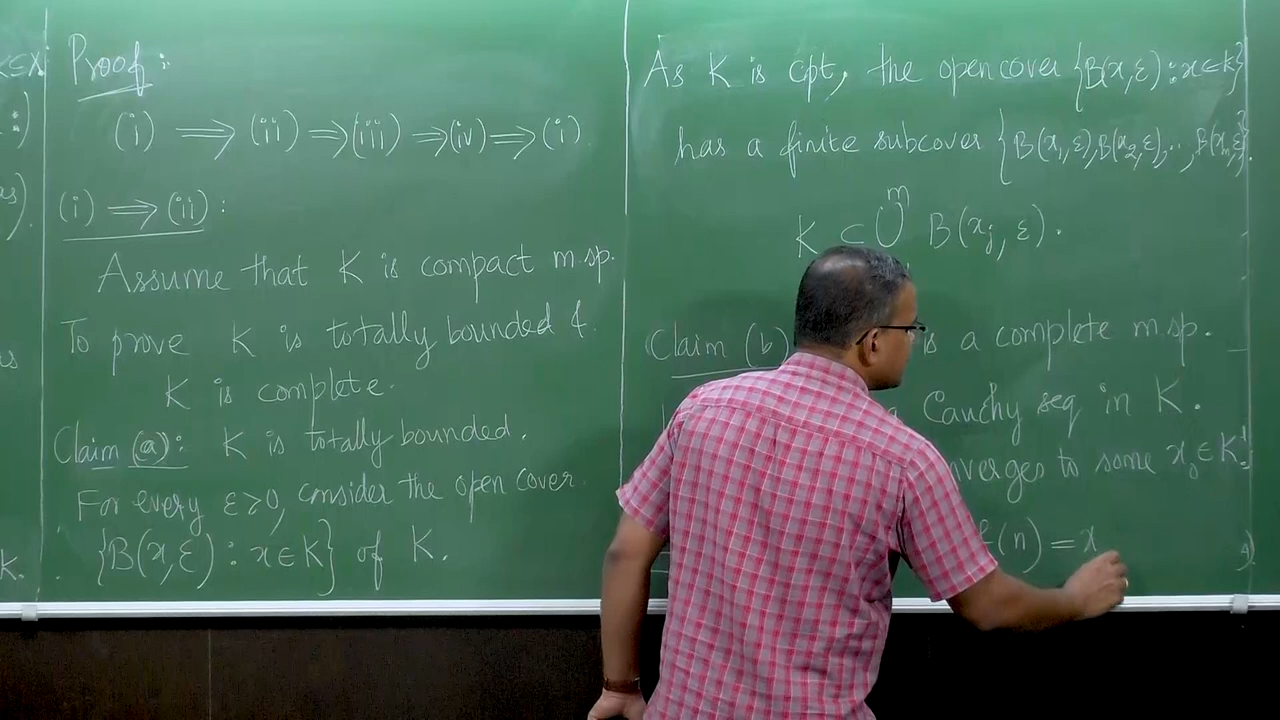 Proof:
(i) ⟹ (ii) ⟹ (iii) ⟹ (iv) ⟹ (i)
(i) ⟹ (ii):
Assume that K is compact m.sp.
To prove K is totally bounded &
K is complete.
Claim (a): K is totally bounded.
For every ε>0, consider the open cover
{B(x,ε) : x∈K} of K.
As K is cpt, the open cover {B(x,ε) : x∈K}
has a finite subcover {B(x₁,ε), B(x₂,ε), .., B(xₘ,ε)}.
K ⊂ ∪ᵐ B(xⱼ, ε).
Claim (b) is a complete m.sp.
Cauchy seq in K.
to some x₀ ∈ K.
(n) = x